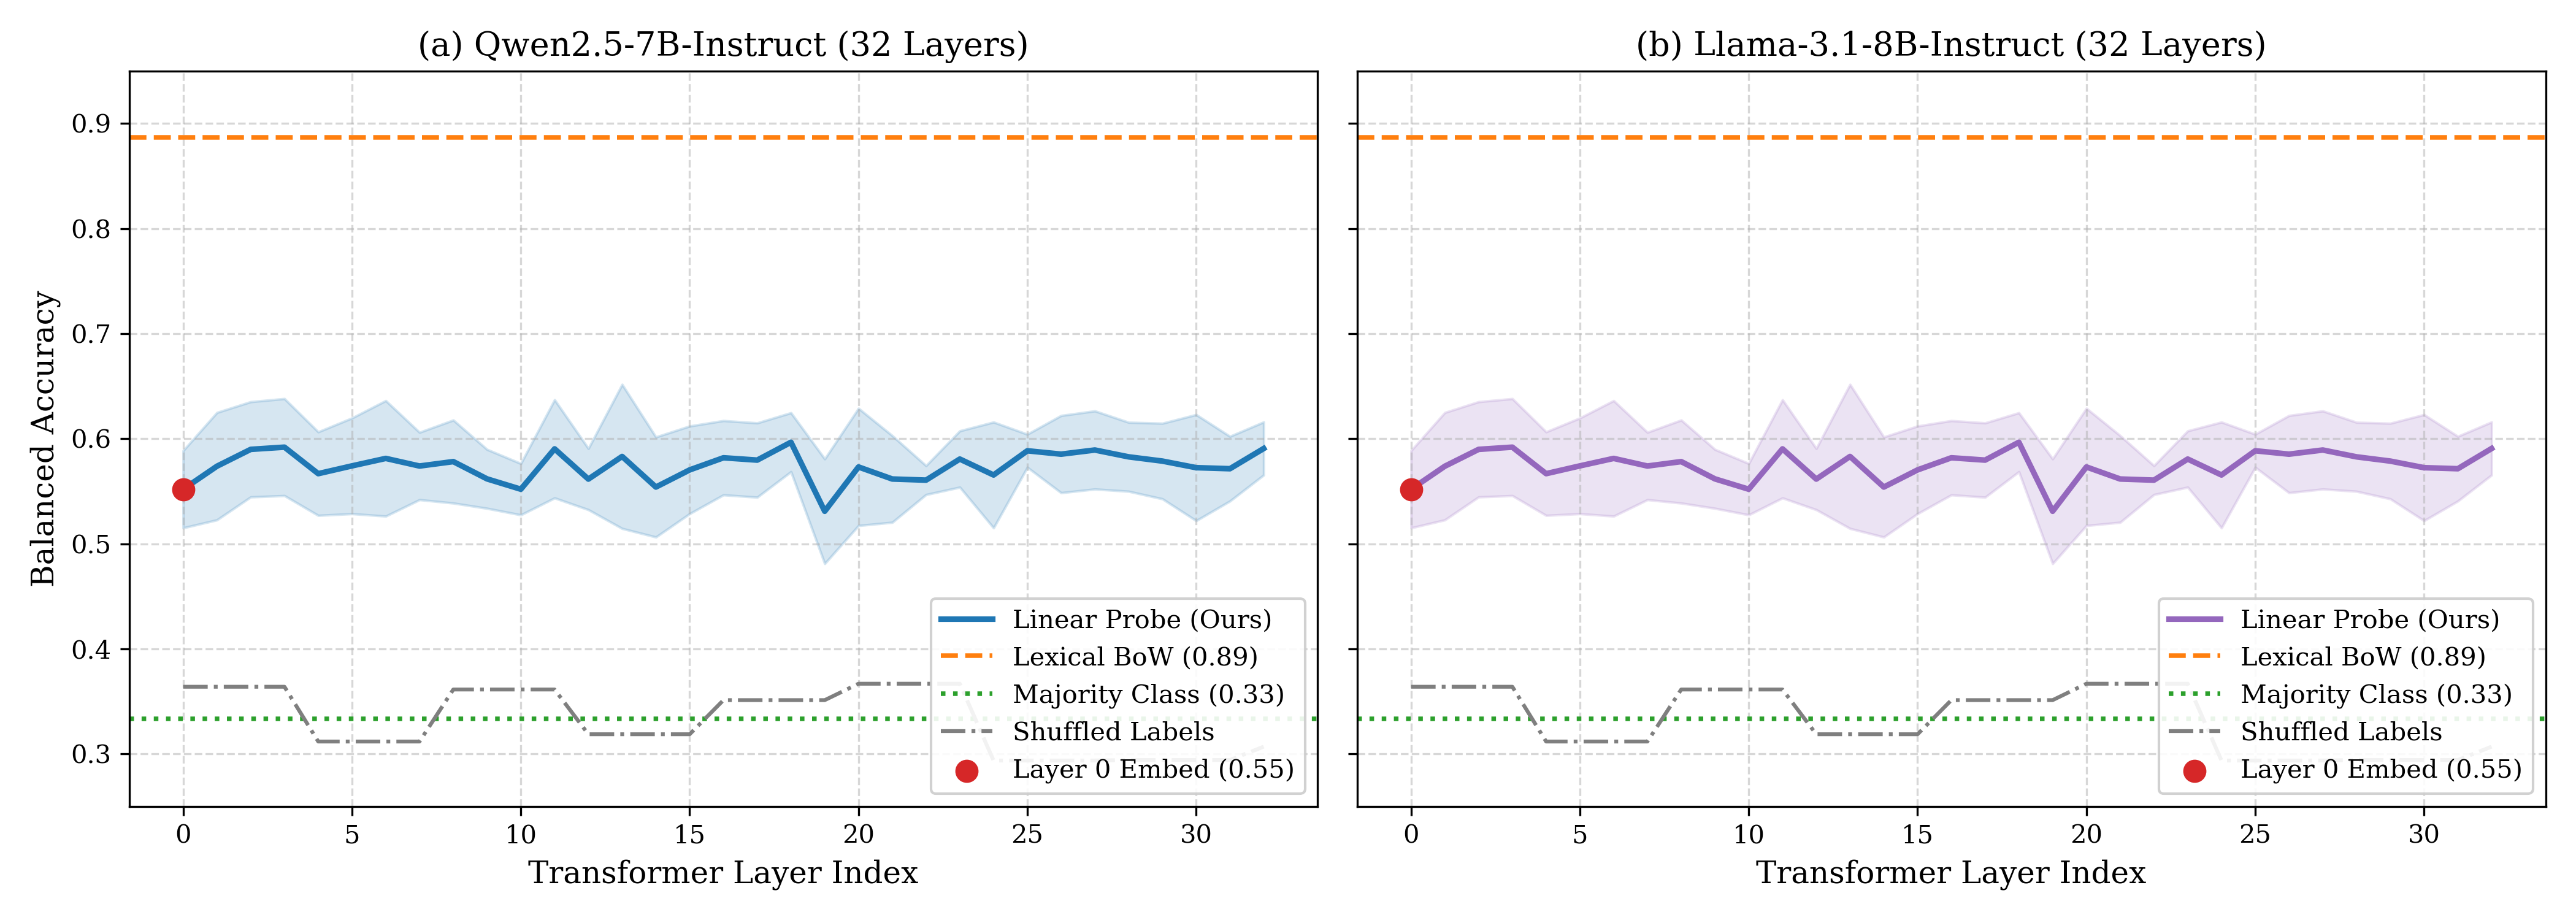 (a) Qwen2.5-7B-Instruct (32 Layers)
(b) Llama-3.1-8B-Instruct (32 Layers)
Balanced Accuracy
0.9
0.8
0.7
0.6
0.5
0.4
0.3
Linear Probe (Ours)
Lexical BoW (0.89)
Majority Class (0.33)
Shuffled Labels
Layer 0 Embed (0.55)
0 5 10 15 20 25 30
Transformer Layer Index
Linear Probe (Ours)
Lexical BoW (0.89)
Majority Class (0.33)
Shuffled Labels
Layer 0 Embed (0.55)
0 5 10 15 20 25 30
Transformer Layer Index